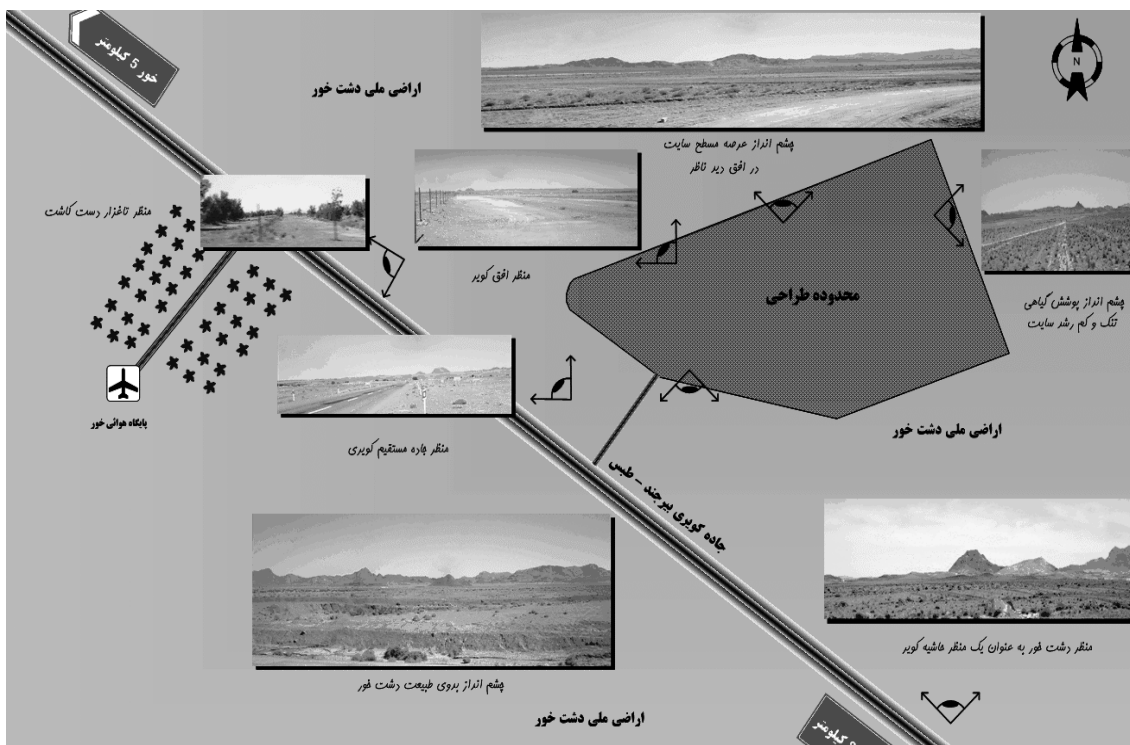 خور 5 کیلومتر
اراضی ملی دشت خور
N
چشم انداز عرصه مسطح سایت
در افق دید ناظر
منظر تاغزار دست کاشت
منظر افق کویر
محدوده طراحی
چشم انداز پوشش گیاهی
تنک و کم رشد سایت
پایگاه هوائی خور
منظر جاده مستقیم کویری
اراضی ملی دشت خور
جاده کویری بیرجند - طبس
منظر دشت خور به عنوان یک منظر حاشیه کویر
چشم انداز بدوی طبیعت دشت خور
اراضی ملی دشت خور
کیلومتر